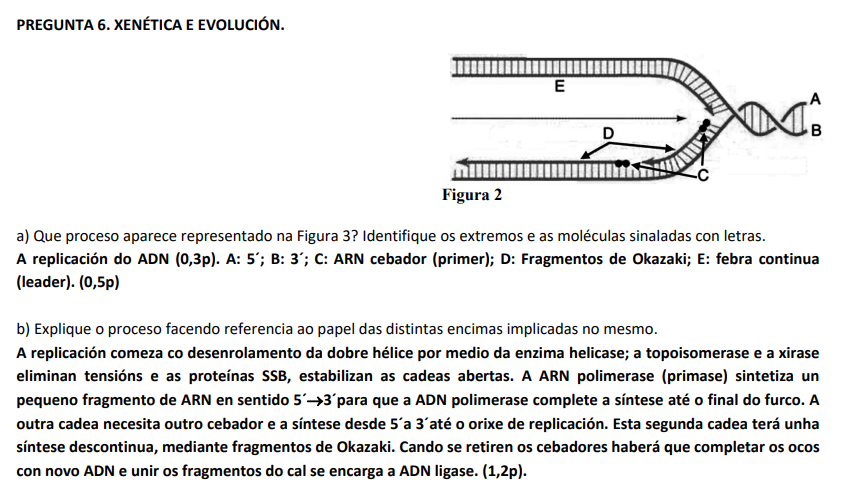 PREGUNTA 6. XENÉTICA E EVOLUCIÓN.
A
E
B
D
C
Figura 2
a) Que proceso aparece representado na Figura 3? Identifique os extremos e as moléculas sinaladas con letras.
A replicación do ADN (0,3p). A: 5´; B: 3´; C: ARN cebador (primer); D: Fragmentos de Okazaki; E: febra continua
(leader). (0,5p)
b) Explique o proceso facendo referencia ao papel das distintas encimas implicadas no mesmo.
A replicación comeza co desenrolamento da dobre hélice por medio da enzima helicase; a topoisomerase e a xirase
eliminan tensións e as proteínas SSB, estabilizan as cadeas abertas. A ARN polimerase (primase) sintetiza un
pequeno fragmento de ARN en sentido 5´→3´para que a ADN polimerase complete a síntese até o final do furco. A
outra cadea necesita outro cebador e a síntese desde 5´a 3´até o orixe de replicación. Esta segunda cadea terá unha
síntese descontinua, mediante fragmentos de Okazaki. Cando se retiren os cebadores haberá que completar os ocos
con novo ADN e unir os fragmentos do cal se encarga a ADN ligase. (1,2p).